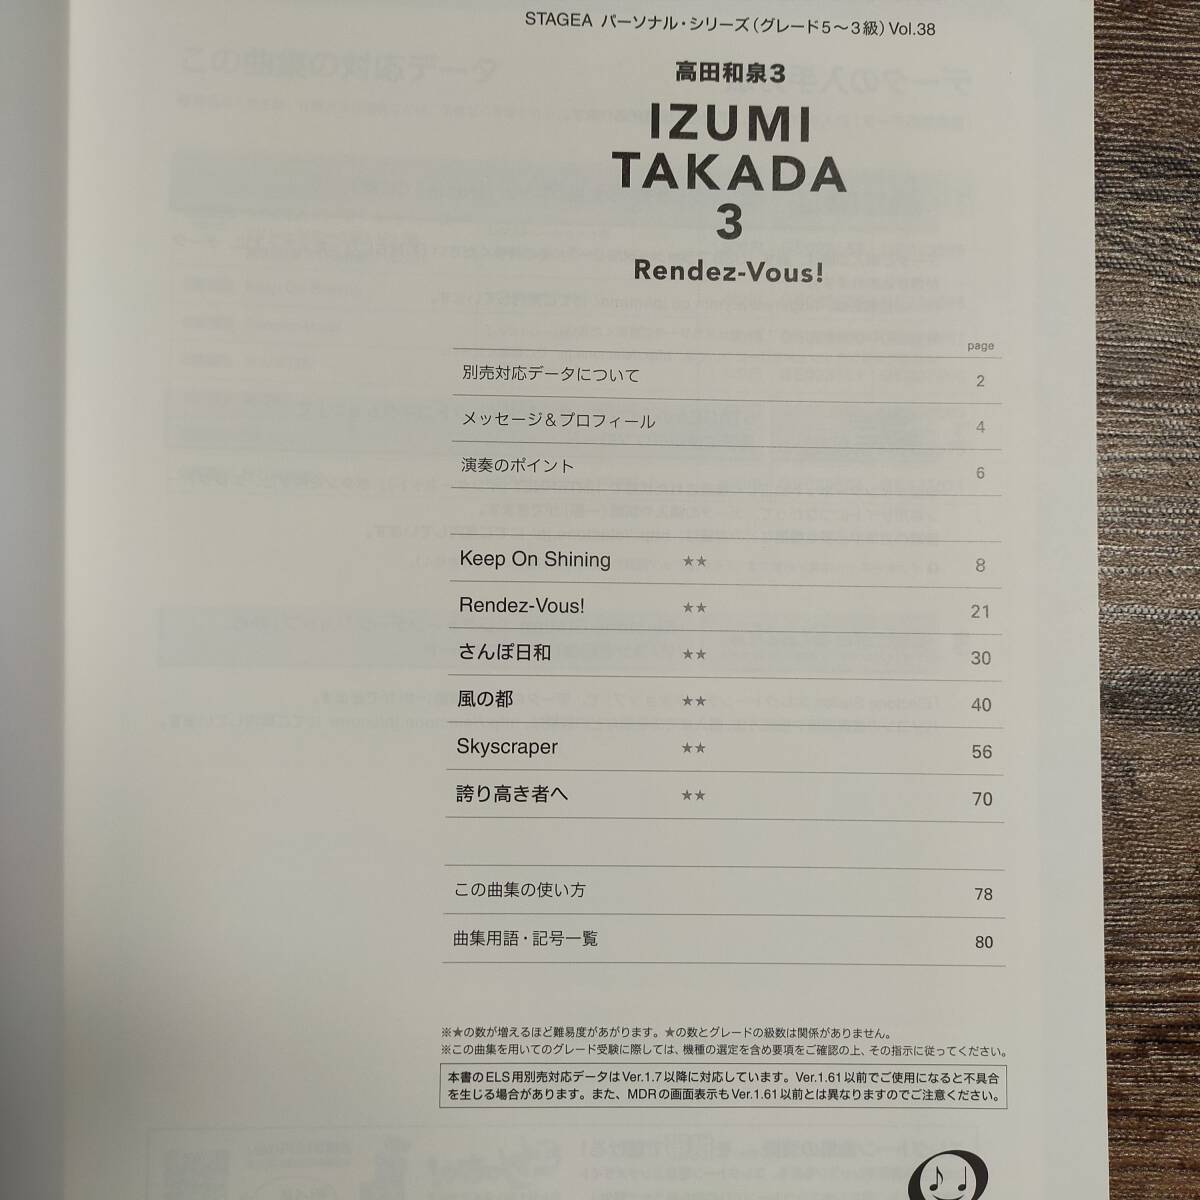 STAGEA パーソナル・シリーズ(グレード5〜3級) Vol.38
高田和泉3
IZUMI
TAKADA
3
Rendez-Vous!
page
別売対応データについて 2
メッセージ＆プロフィール 4
演奏のポイント 6
Keep On Shining ★★ 8
Rendez-Vous! ★★ 21
さんぽ日和 ★★ 30
風の都 ★★ 40
Skyscraper ★★ 56
誇り高き者へ ★★ 70
この曲集の使い方 78
曲集用語・記号一覧 80
※★の数が増えるほど難易度があがります。★の数とグレードの級数は関係がありません。
※この曲集を用いてのグレード受験に際しては、機種の選定を含め要項をご確認の上、その指示に従ってください。
本書のELS用別売対応データはVer.1.7以降に対応しています。Ver.1.61以前でご使用になると不具合
を生じる場合があります。また、MDRの画面表示もVer.1.61以前とは異なりますのでご注意ください。